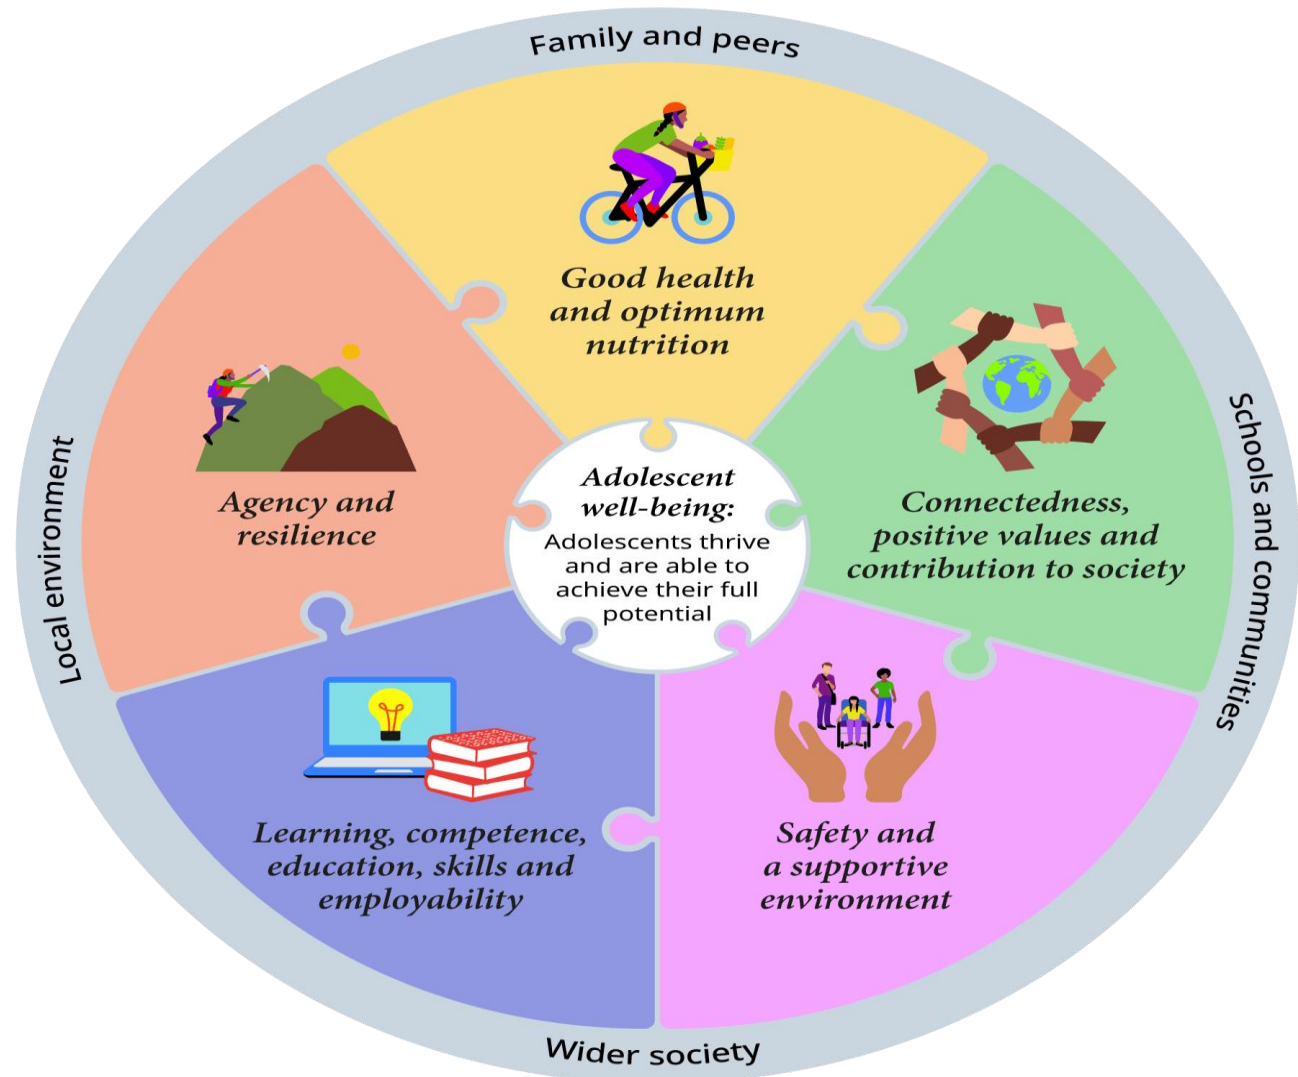 Family and peers
Good health
and optimum
nutrition
Agency and
resilience
Adolescent
well-being:
Adolescents thrive
and are able to
achieve their full
potential
Connectedness,
positive values and
contribution to society
Local environment
Schools and communities
Learning, competence,
education, skills and
employability
Safety and
a supportive
environment
Wider society